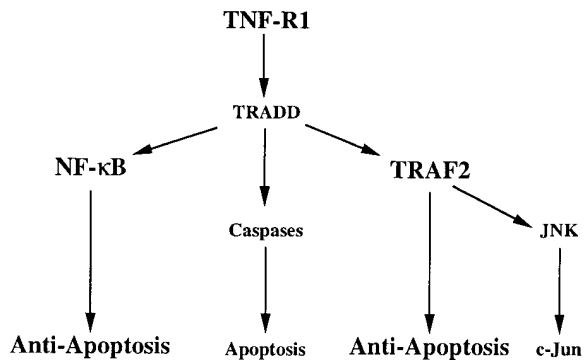 TNF-R1
TRADD
NF-κB
TRAF2
Caspases
JNK
Anti-Apoptosis
Apoptosis
Anti-Apoptosis
c-Jun